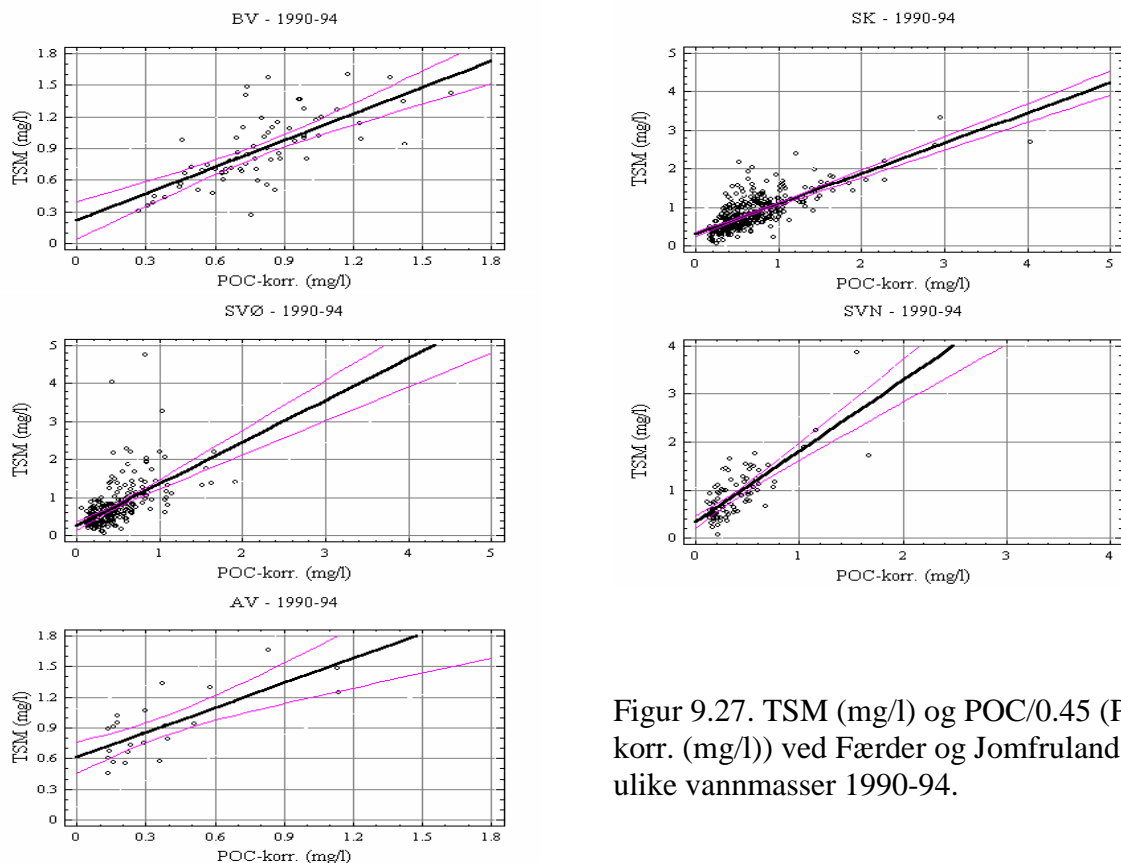 BV - 1990-94
TSM (mg/l)
1.8
1.5
1.2
0.9
0.6
0.3
0
0 0.3 0.6 0.9 1.2 1.5 1.8
POC-korr. (mg/l)
SK - 1990-94
TSM (mg/l)
5
4
3
2
1
0
0 1 2 3 4 5
POC-korr. (mg/l)
SVØ - 1990-94
TSM (mg/l)
5
4
3
2
1
0
0 1 2 3 4 5
POC-korr. (mg/l)
SVN - 1990-94
TSM (mg/l)
4
3
2
1
0
0 1 2 3 4
POC-korr. (mg/l)
AV - 1990-94
TSM (mg/l)
1.8
1.5
1.2
0.9
0.6
0.3
0
0 0.3 0.6 0.9 1.2 1.5 1.8
POC-korr. (mg/l)
Figur 9.27. TSM (mg/l) og POC/0.45
korr. (mg/l)) ved Færder og Jomfruland
ulike vannmasser 1990-94.